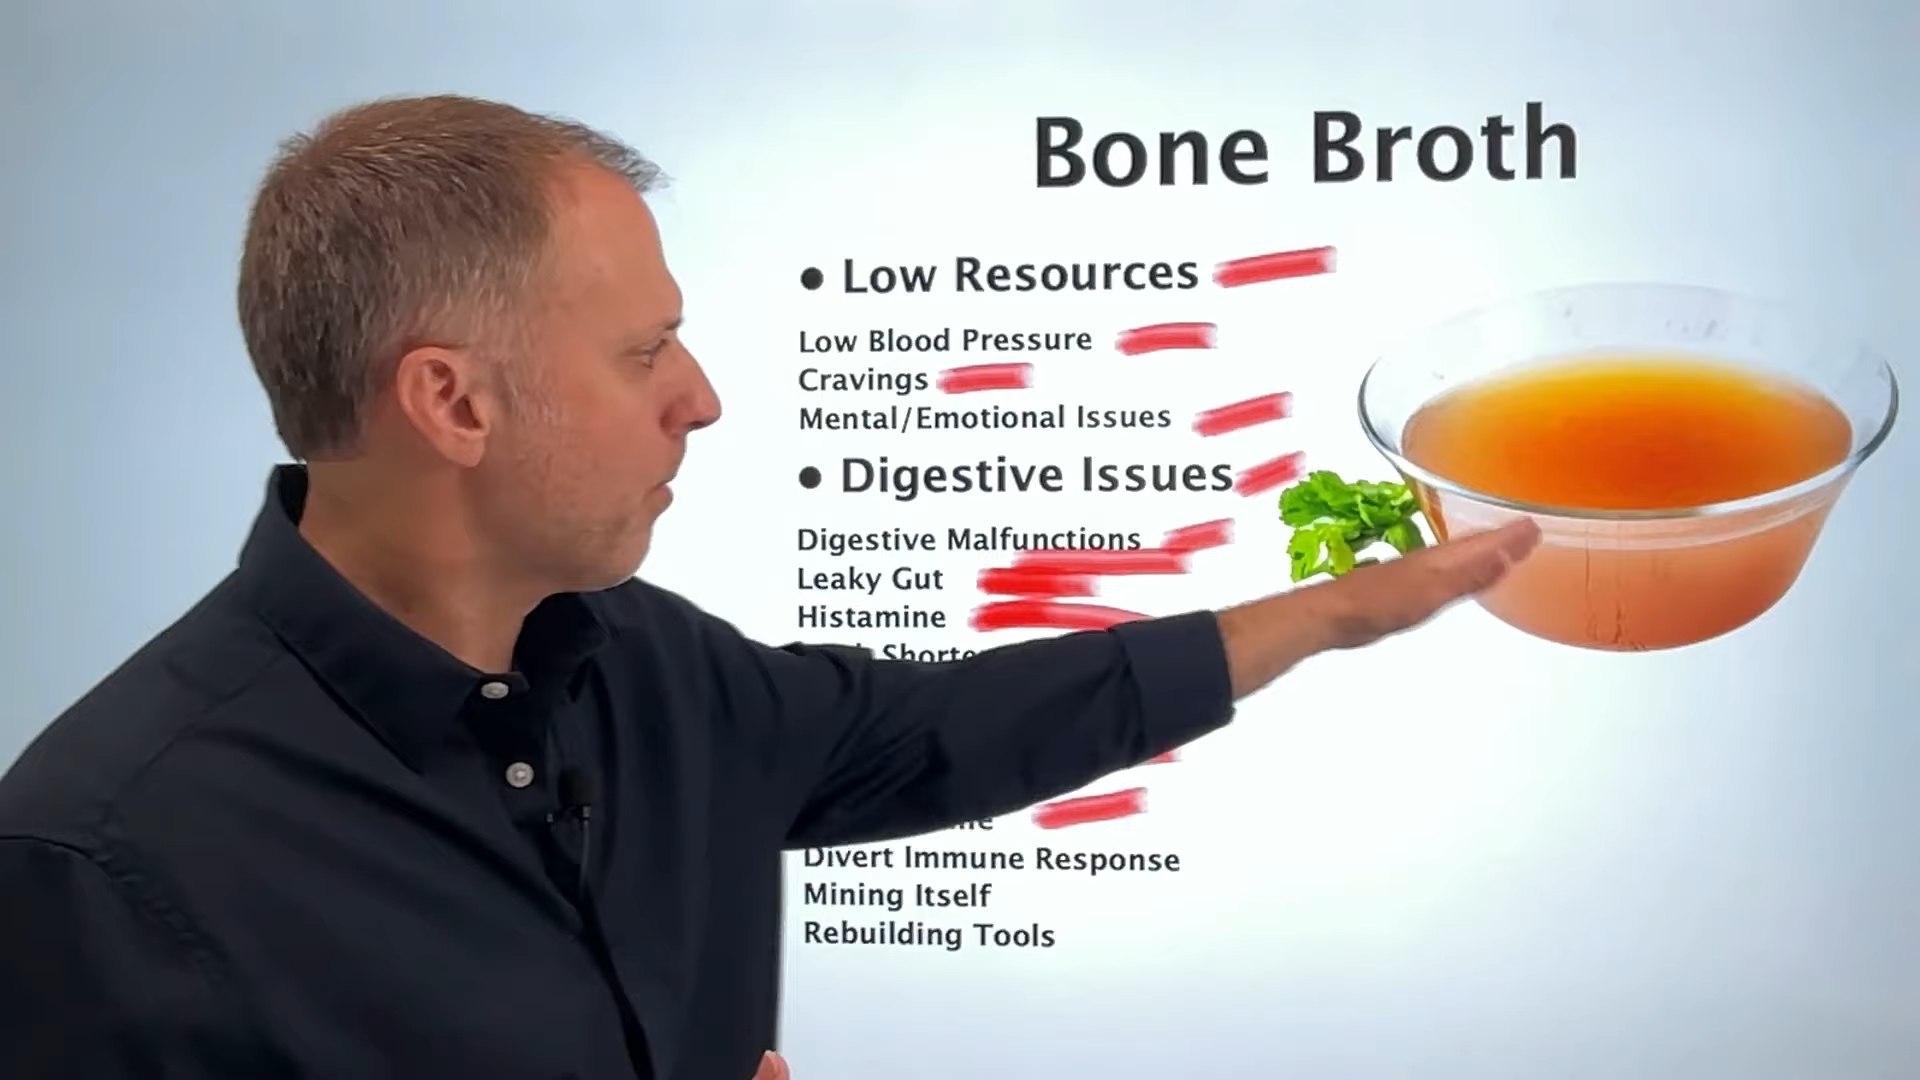 Bone Broth
● Low Resources
Low Blood Pressure
Cravings
Mental/Emotional Issues
● Digestive Issues
Digestive Malfunctions
Leaky Gut
Histamine
Divert Immune Response
Mining Itself
Rebuilding Tools